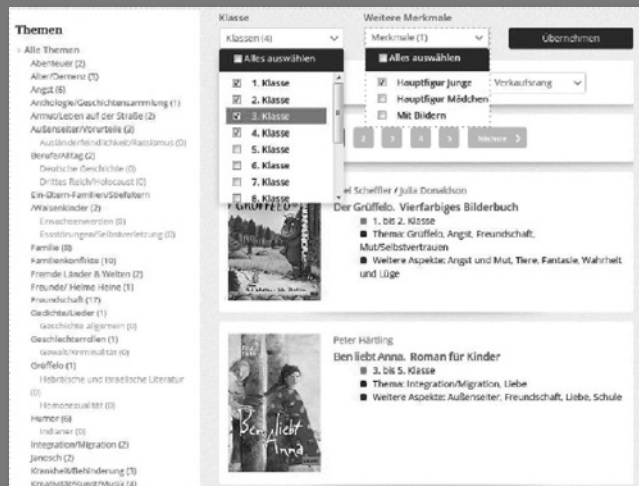 Themen
Alle Themen
Abenteuer (2)
Alter/Demenz (5)
Angst (6)
Anthologie/Geschichtensammlung (1)
Armut/Leben auf der Straße (2)
Außenseiter/Vorurteile (3)
Ausländerfeindlichkeit/Rassismus (0)
Berufe/Alltag (2)
Deutsche Geschichte (0)
Drittes Reich/Holocaust (0)
Ein-Eltern-Familien/Stiefeltern
/Waisenkinder (2)
Erwachsenwerden (0)
Essstörungen/Selbstverletzung (0)
Familie (8)
Familienkonflikte (10)
Fremde Länder & Welten (2)
Freunde/ Helme Heine (1)
Freundschaft (17)
Gedichte/Lieder (1)
Geschichte allgemein (0)
Geschlechterrollen (1)
Gewalt/Kriminalität (0)
Grüffelo (1)
Hebräische und israelische Literatur
(0)
Homosexualität (0)
Humor (6)
Indianer (0)
Integration/Migration (2)
Janosch (2)
Krankheit/Behinderung (3)
Kreativität/Kunst/Musik (4)
Klasse
Klassen (4)
Alles auswählen
1. Klasse
2. Klasse
3. Klasse
4. Klasse
5. Klasse
6. Klasse
7. Klasse
8. Klasse
Weitere Merkmale
Merkmale (1)
Alles auswählen
Hauptfigur Junge
Hauptfigur Mädchen
Mit Bildern
Übernehmen
Verkaufsrang
2 3 4 5 Nächste
Scheffler / Julia Donaldson
Der Grüffelo. Vierfarbiges Bilderbuch
1. bis 2. Klasse
Thema: Grüffelo, Angst, Freundschaft,
Mut/Selbstvertrauen
Weitere Aspekte: Angst und Mut, Tiere, Fantasie, Wahrheit
und Lüge
GRÜFFELO
Peter Härtling
Ben liebt Anna. Roman für Kinder
3. bis 5. Klasse
Thema: Integration/Migration, Liebe
Weitere Aspekte: Außenseiter, Freundschaft, Liebe, Schule
Ben liebt
Anna